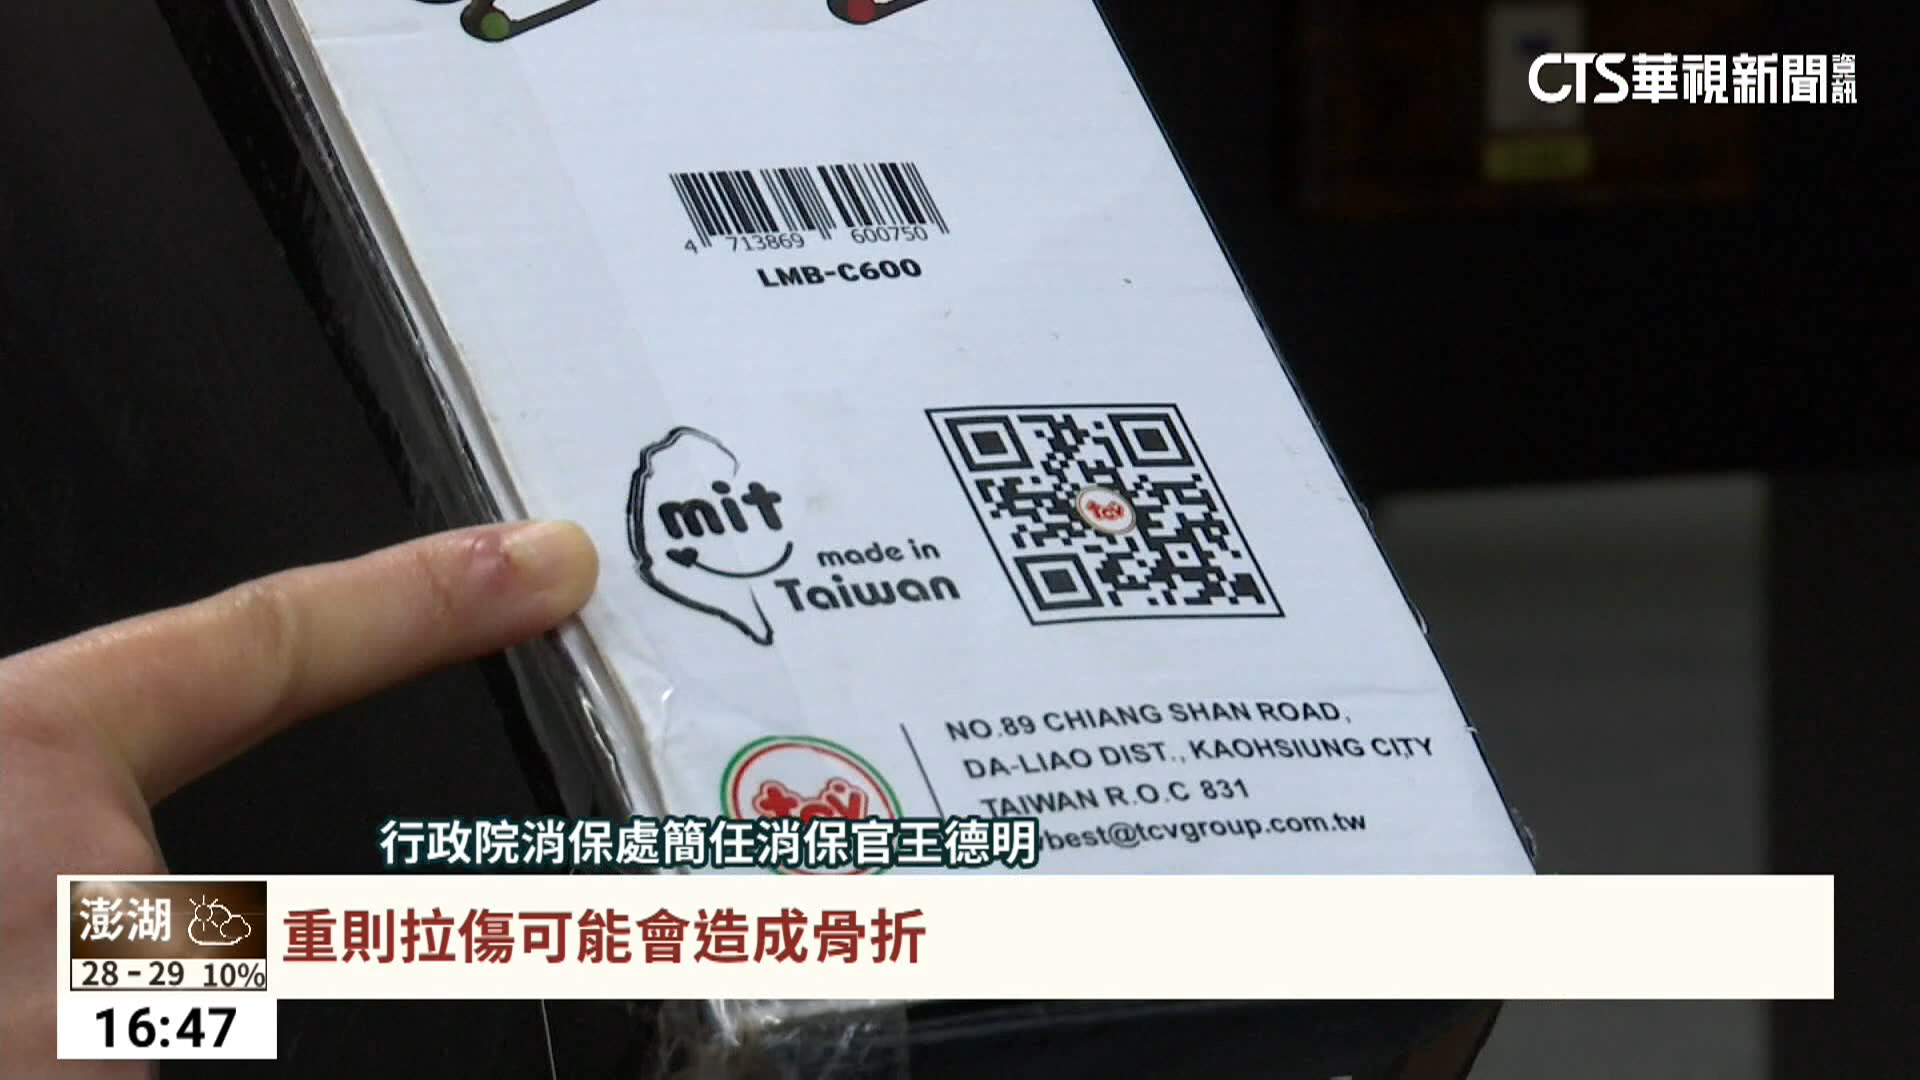 CTS華視新聞資訊
4 713869 600750
LMB-C600
mit
made in
Taiwan
tcv
NO.89 CHIANG SHAN ROAD,
DA-LIAO DIST., KAOHSIUNG CITY
TAIWAN R.O.C 831
best@tcvgroup.com.tw
tcv
行政院消保處簡任消保官王德明
澎湖
28-29 10%
重則拉傷可能會造成骨折
16:47